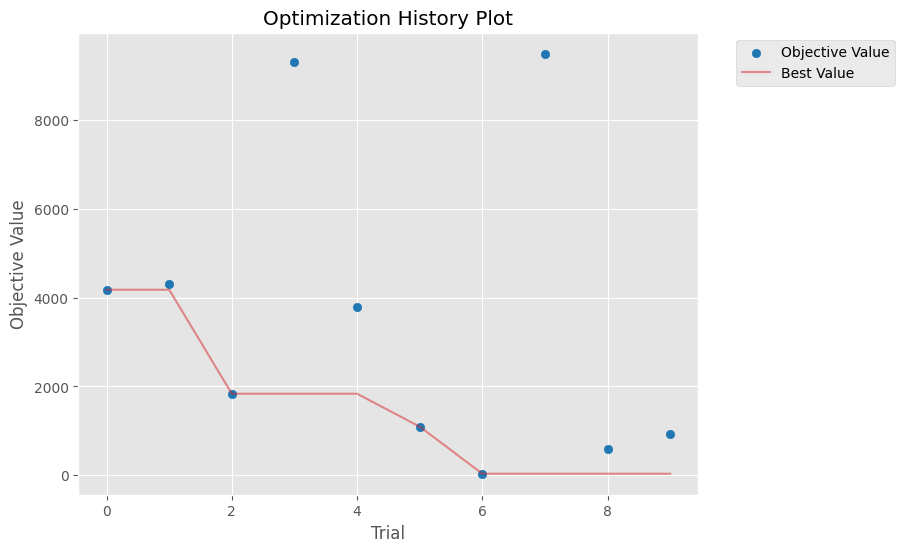 Optimization History Plot
Objective Value
Best Value
8000
6000
4000
2000
0
Objective Value
0 2 4 6 8
Trial